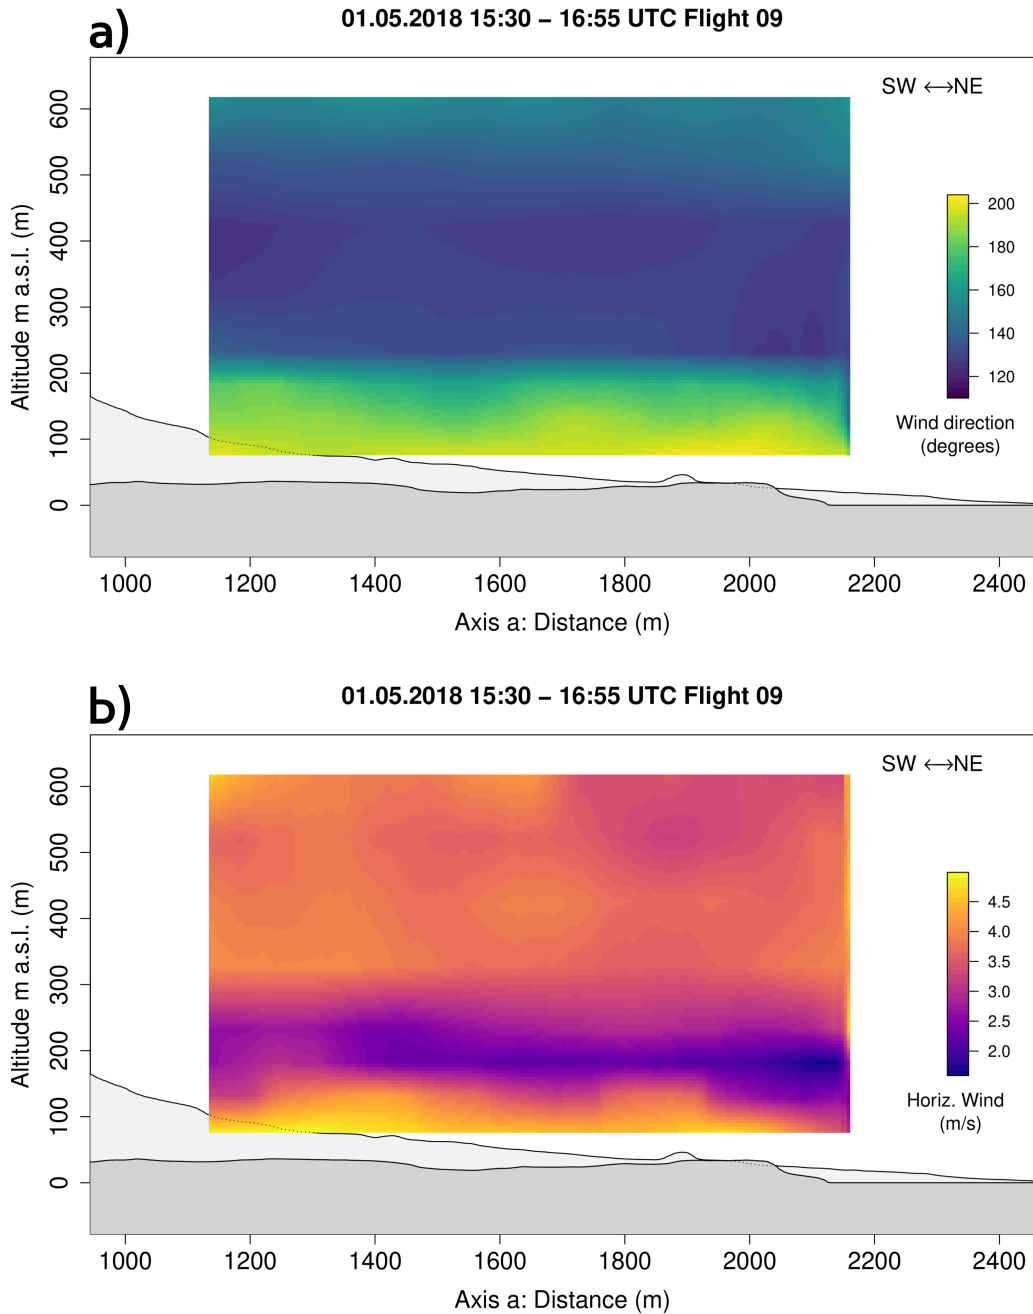 a)
01.05.2018 15:30 – 16:55 UTC Flight 09
SW ↔NE
Altitude m a.s.l. (m)
600
500
400
300
200
100
0
200
180
160
140
120
Wind direction
(degrees)
1000 1200 1400 1600 1800 2000 2200 2400
Axis a: Distance (m)
b)
01.05.2018 15:30 – 16:55 UTC Flight 09
SW ↔NE
Altitude m a.s.l. (m)
600
500
400
300
200
100
0
4.5
4.0
3.5
3.0
2.5
2.0
Horiz. Wind
(m/s)
1000 1200 1400 1600 1800 2000 2200 2400
Axis a: Distance (m)